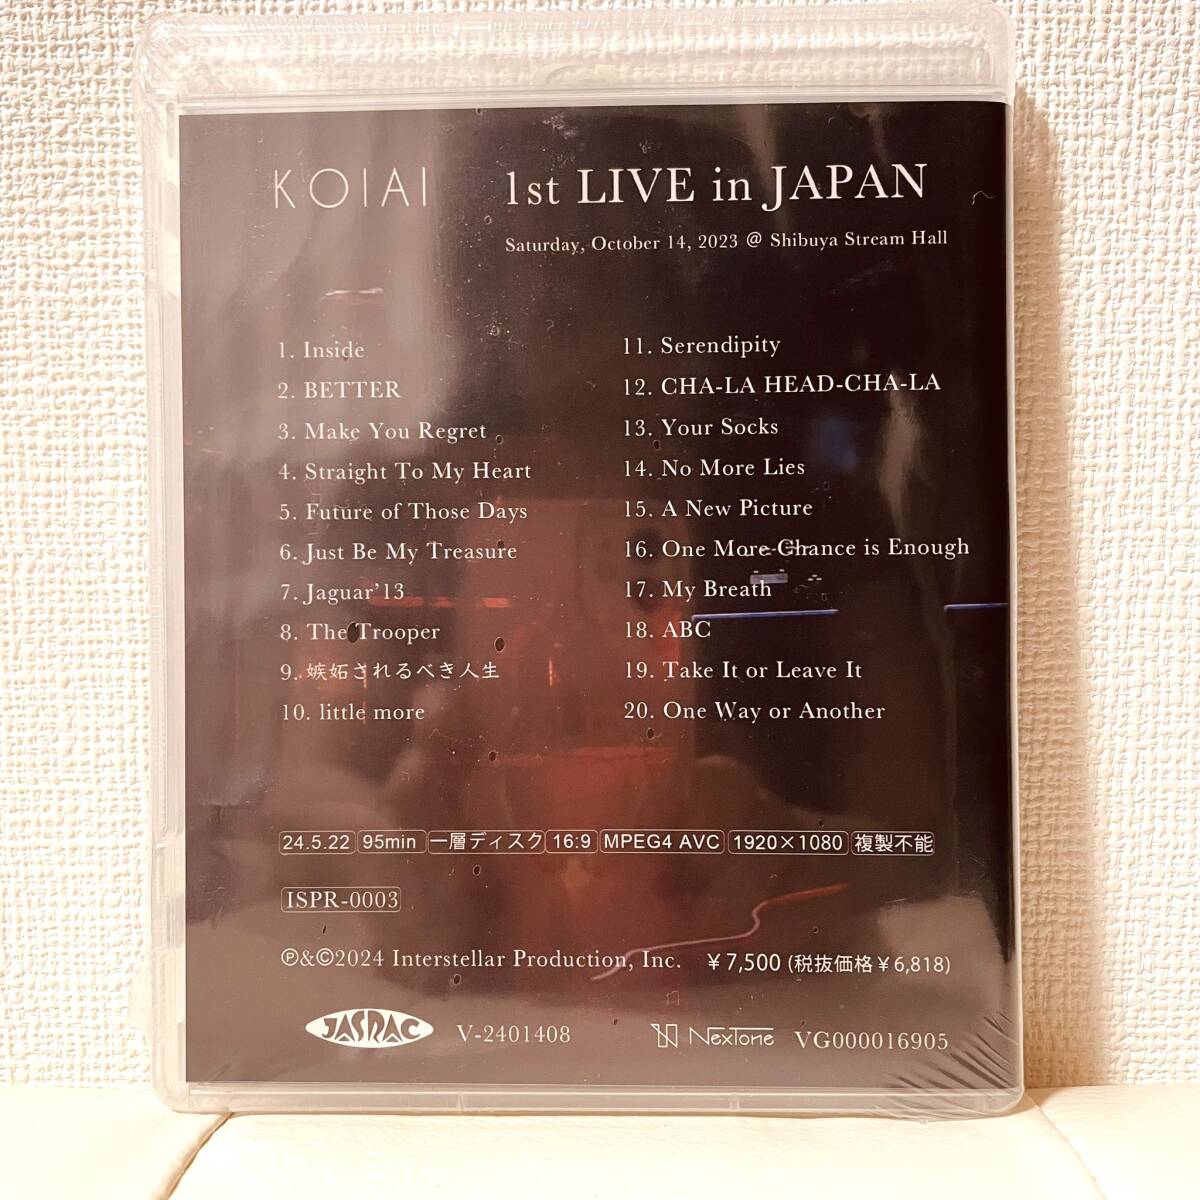 KOIAI 1st LIVE in JAPAN
Saturday, October 14, 2023 @ Shibuya Stream Hall
1. Inside
2. BETTER
3. Make You Regret
4. Straight To My Heart
5. Future of Those Days
6. Just Be My Treasure
7. Jaguar'13
8. The Trooper
9. 嫉妬されるべき人生
10. little more
11. Serendipity
12. CHA-LA HEAD-CHA-LA
13. Your Socks
14. No More Lies
15. A New Picture
16. One More Chance is Enough
17. My Breath
18. ABC
19. Take It or Leave It
20. One Way or Another
24.5.22 95min 一層ディスク 16:9 MPEG4 AVC 1920×1080 複製不能
ISPR-0003
℗&©2024 Interstellar Production, Inc. ¥7,500 (税抜価格¥6,818)
JASRAC V-2401408 NexTone VG000016905